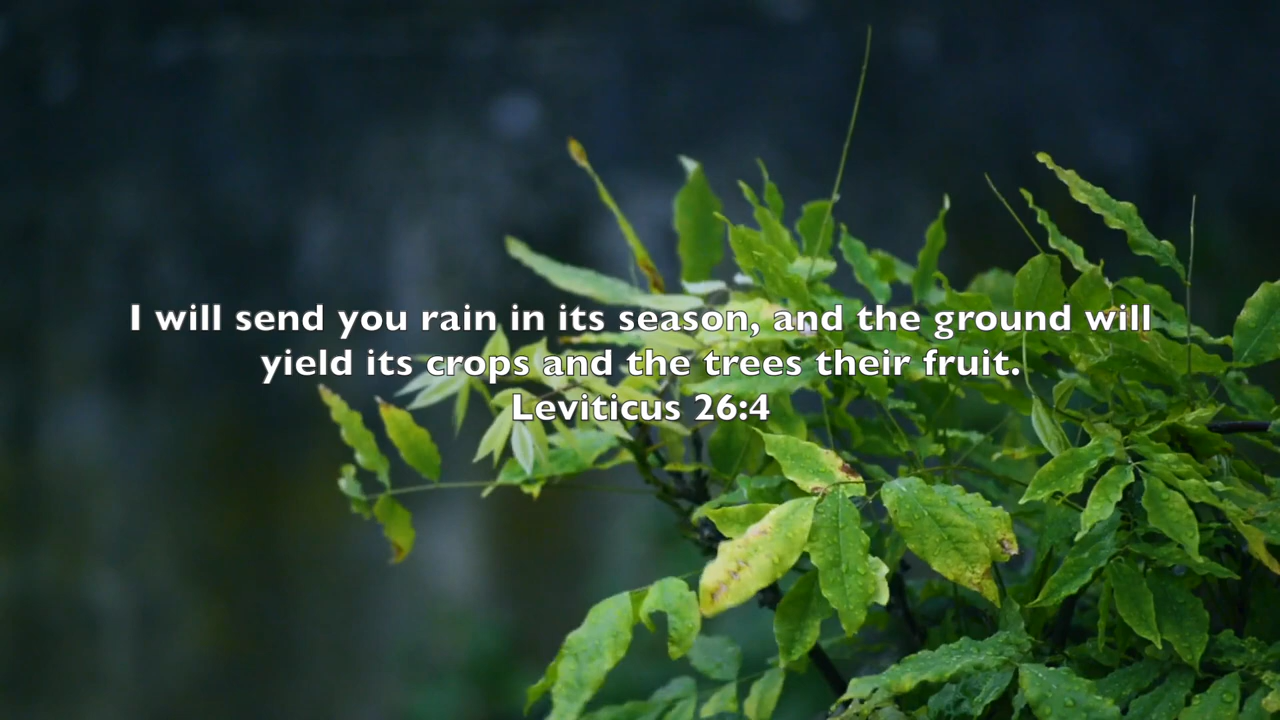 I will send you rain in its season, and the ground will
yield its crops and the trees their fruit.
Leviticus 26:4